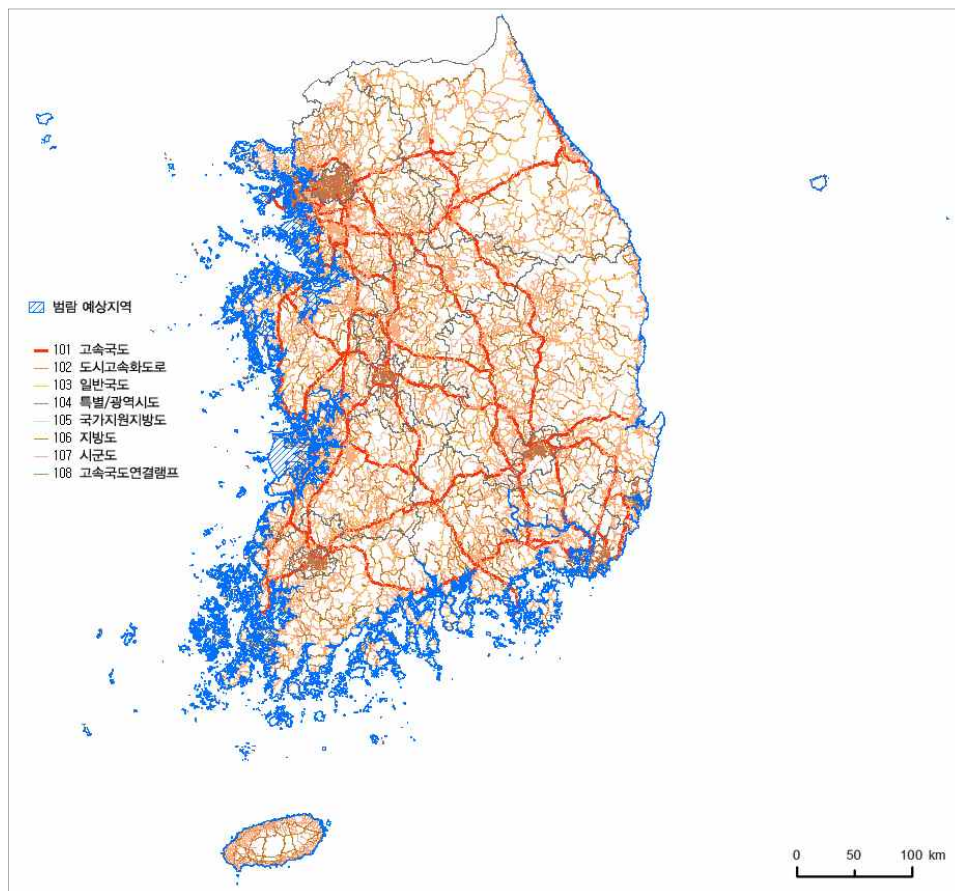 범람 예상지역
101 고속국도
102 도시고속화도로
103 일반국도
104 특별/광역시도
105 국가지원지방도
106 지방도
107 시군도
108 고속국도연결램프
0 50 100 km